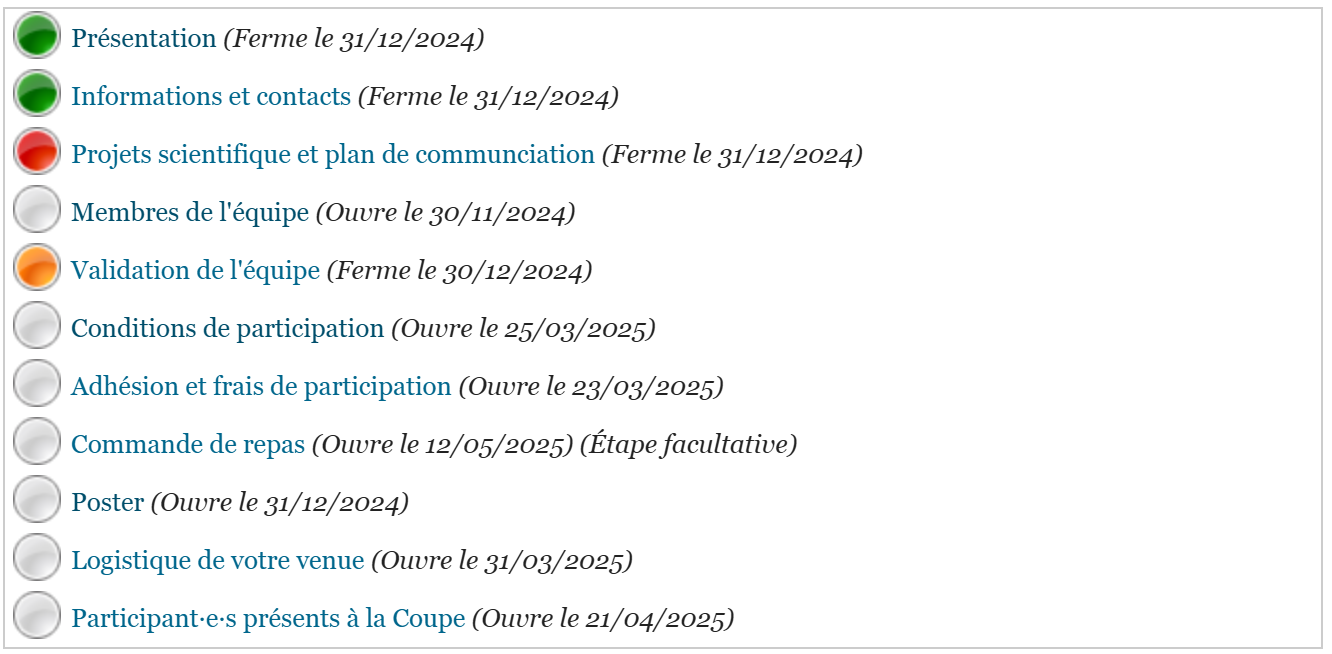 Présentation (Ferme le 31/12/2024)
Informations et contacts (Ferme le 31/12/2024)
Projets scientifique et plan de communciation (Ferme le 31/12/2024)
Membres de l'équipe (Ouvre le 30/11/2024)
Validation de l'équipe (Ferme le 30/12/2024)
Conditions de participation (Ouvre le 25/03/2025)
Adhésion et frais de participation (Ouvre le 23/03/2025)
Commande de repas (Ouvre le 12/05/2025) (Étape facultative)
Poster (Ouvre le 31/12/2024)
Logistique de votre venue (Ouvre le 31/03/2025)
Participant·e·s présents à la Coupe (Ouvre le 21/04/2025)